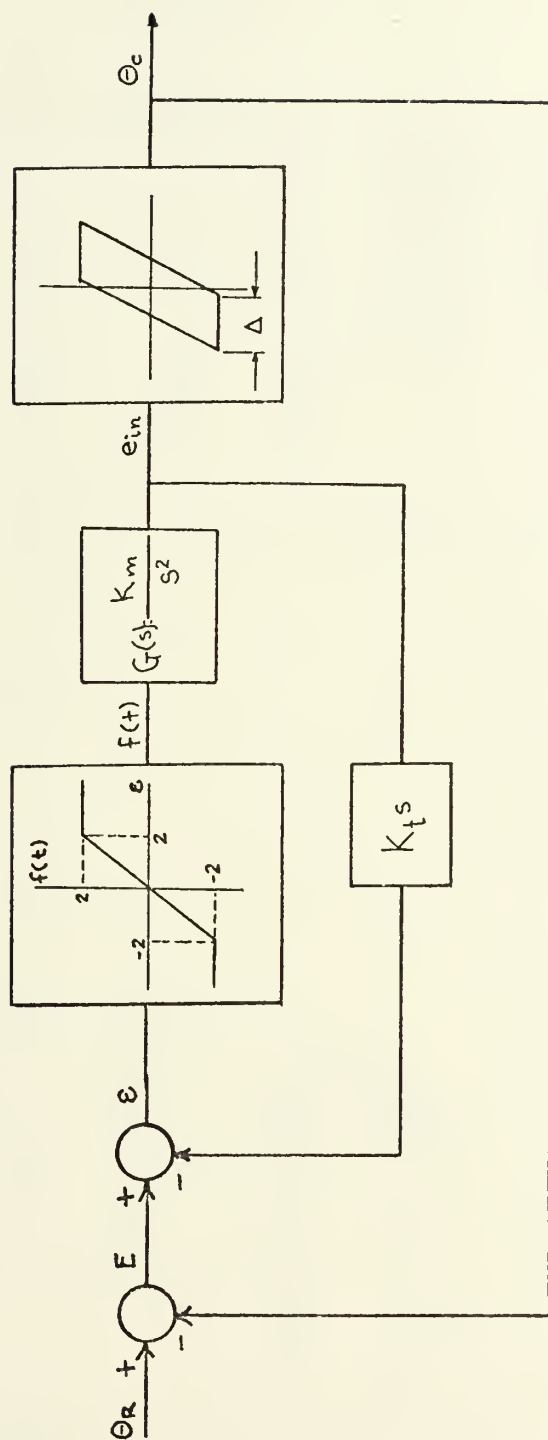 Θc
ein
Δ
Km
G(s)=
S²
f(t)
f(t)
ε
2
2
-2
-2
Kts
ε
+
-
E
+
-
ΘR